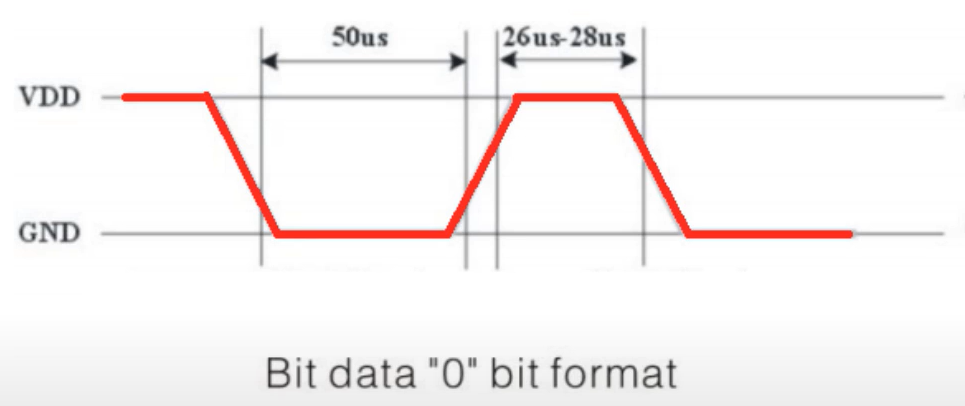 50us
26us-28us
VDD
GND
Bit data "0" bit format